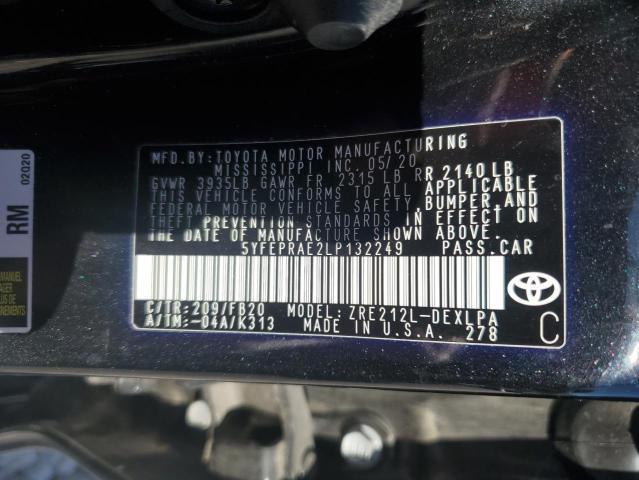 MFD.BY:TOYOTA MOTOR MANUFACTURING
MISSISSIPPI INC. 05/20
GVWR 3935LB GAWR FR 2315 LB RR 2140 LB
THIS VEHICLE CONFORMS TO ALL APPLICABLE
FEDERAL MOTOR VEHICLE SAFETY, BUMPER, AND
THEFT PREVENTION STANDARDS IN EFFECT ON
THE DATE OF MANUFACTURE SHOWN ABOVE.
5YFEPRAE2LP132249 PASS.CAR
C/TR:209/FB20 MODEL:ZRE212L-DEXLPA
A/TM:-04A/K313 MADE IN U.S.A. 278
C
RM
02020
MANUEL